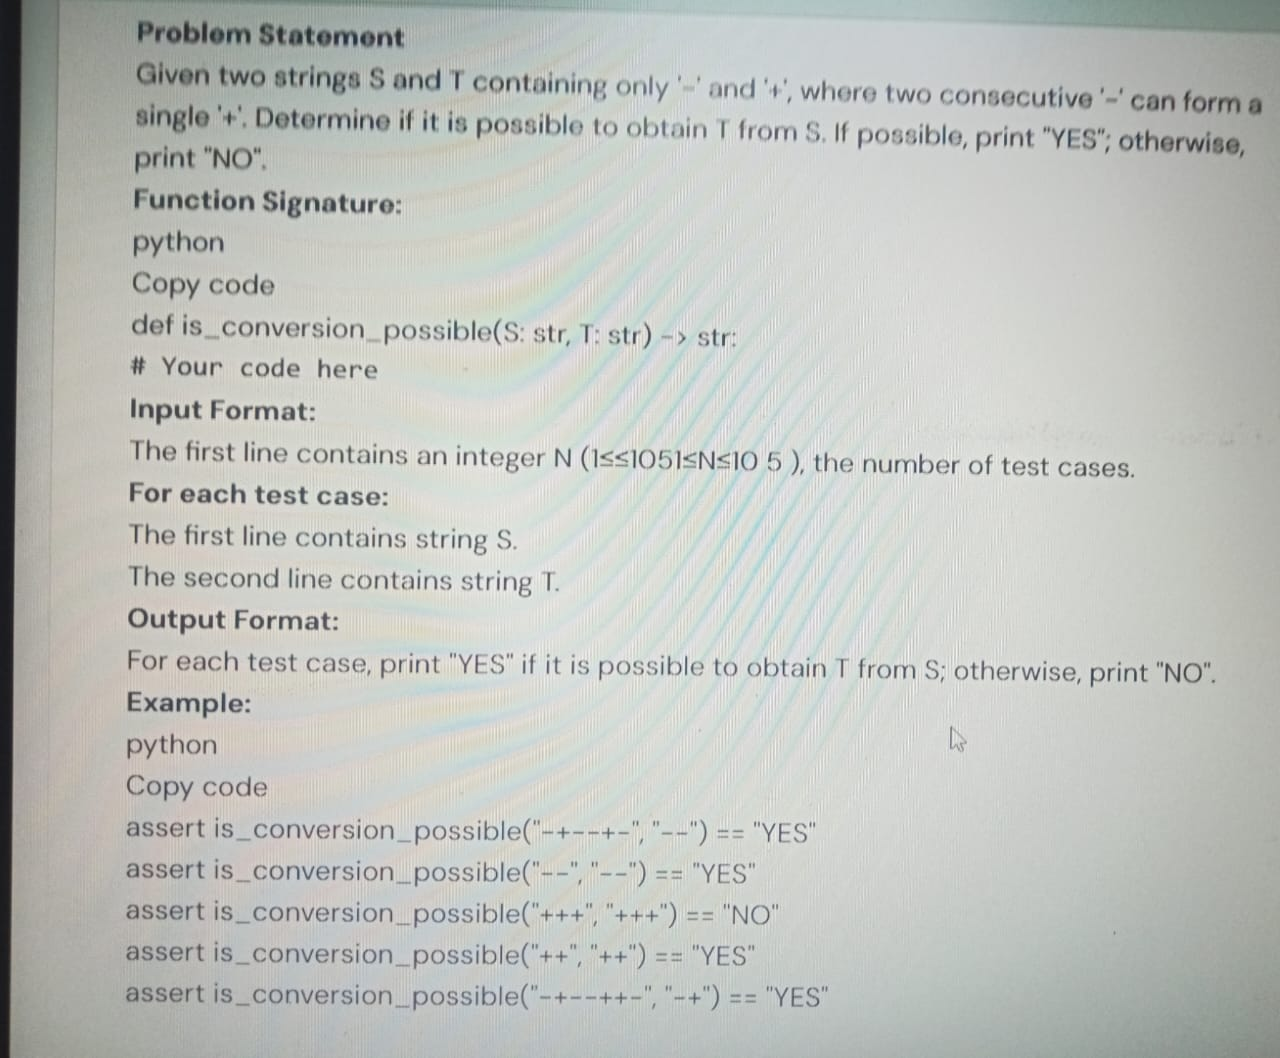 Problem Statement
Given two strings S and T containing only '-' and '+', where two consecutive '-' can form a
single '+'. Determine if it is possible to obtain T from S. If possible, print "YES"; otherwise,
print "NO".
Function Signature:
python
Copy code
def is_conversion_possible(S: str, T: str) -> str:
# Your code here
Input Format:
The first line contains an integer N (1≤≤1051≤N≤10 5 ), the number of test cases.
For each test case:
The first line contains string S.
The second line contains string T.
Output Format:
For each test case, print "YES" if it is possible to obtain T from S; otherwise, print "NO".
Example:
python
Copy code
assert is_conversion_possible("-+--+-", "--") == "YES"
assert is_conversion_possible("--", "--") == "YES"
assert is_conversion_possible("+++", "+++") == "NO"
assert is_conversion_possible("++", "++") == "YES"
assert is_conversion_possible("-+--++-", "-+") == "YES"